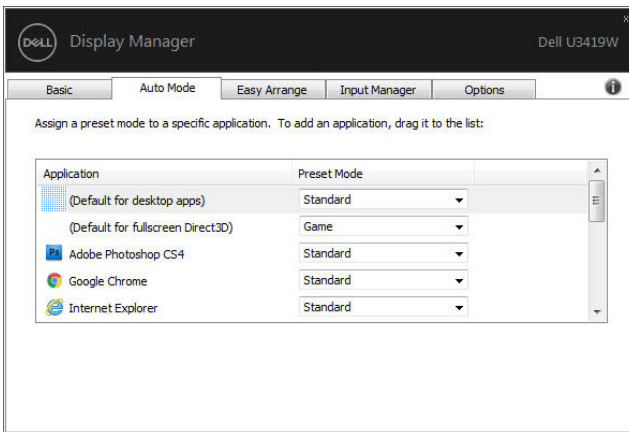 DELL Display Manager
Dell U3419W
x
Basic Auto Mode Easy Arrange Input Manager Options i
Assign a preset mode to a specific application. To add an application, drag it to the list:
Application Preset Mode
(Default for desktop apps) Standard
(Default for fullscreen Direct3D) Game
Ps Adobe Photoshop CS4 Standard
Google Chrome Standard
Internet Explorer Standard